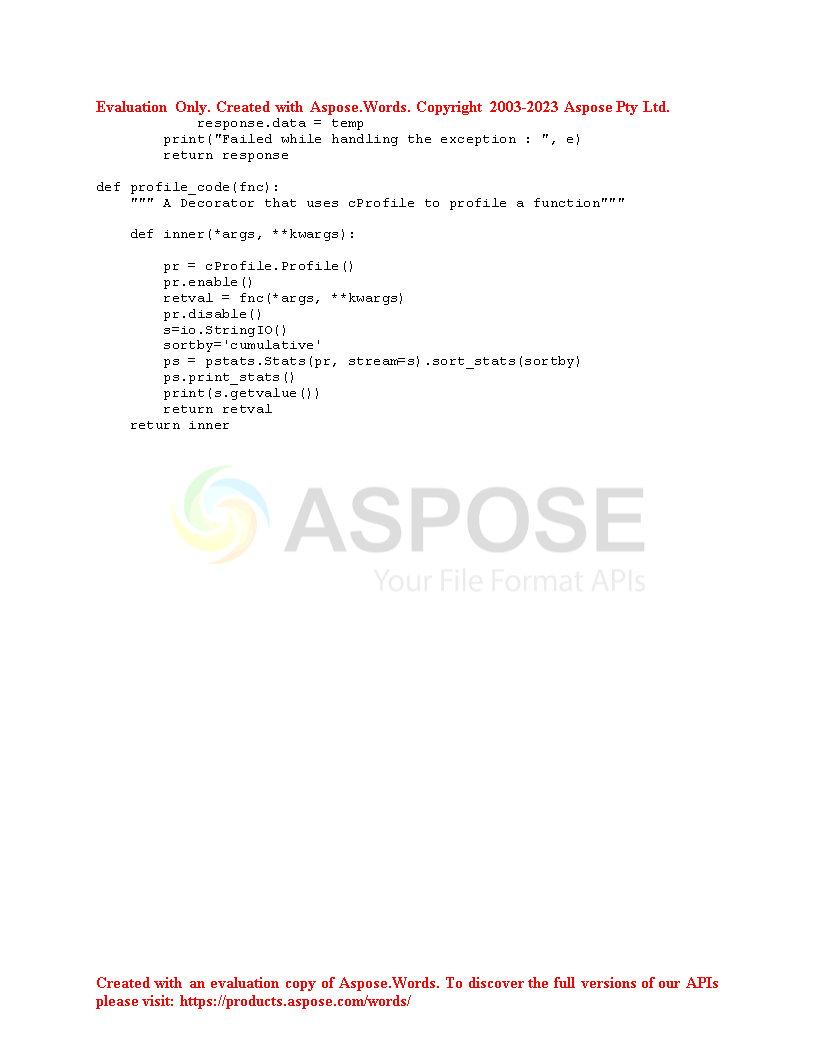 Evaluation Only. Created with Aspose.Words. Copyright 2003-2023 Aspose Pty Ltd.
            response.data = temp
        print("Failed while handling the exception : ", e)
        return response

def profile_code(fnc):
    """ A Decorator that uses cProfile to profile a function"""

    def inner(*args, **kwargs):

        pr = cProfile.Profile()
        pr.enable()
        retval = fnc(*args, **kwargs)
        pr.disable()
        s=io.StringIO()
        sortby='cumulative'
        ps = pstats.Stats(pr, stream=s).sort_stats(sortby)
        ps.print_stats()
        print(s.getvalue())
        return retval
    return inner
ASPOSE
Your File Format APIs
Created with an evaluation copy of Aspose.Words. To discover the full versions of our APIs
please visit: https://products.aspose.com/words/